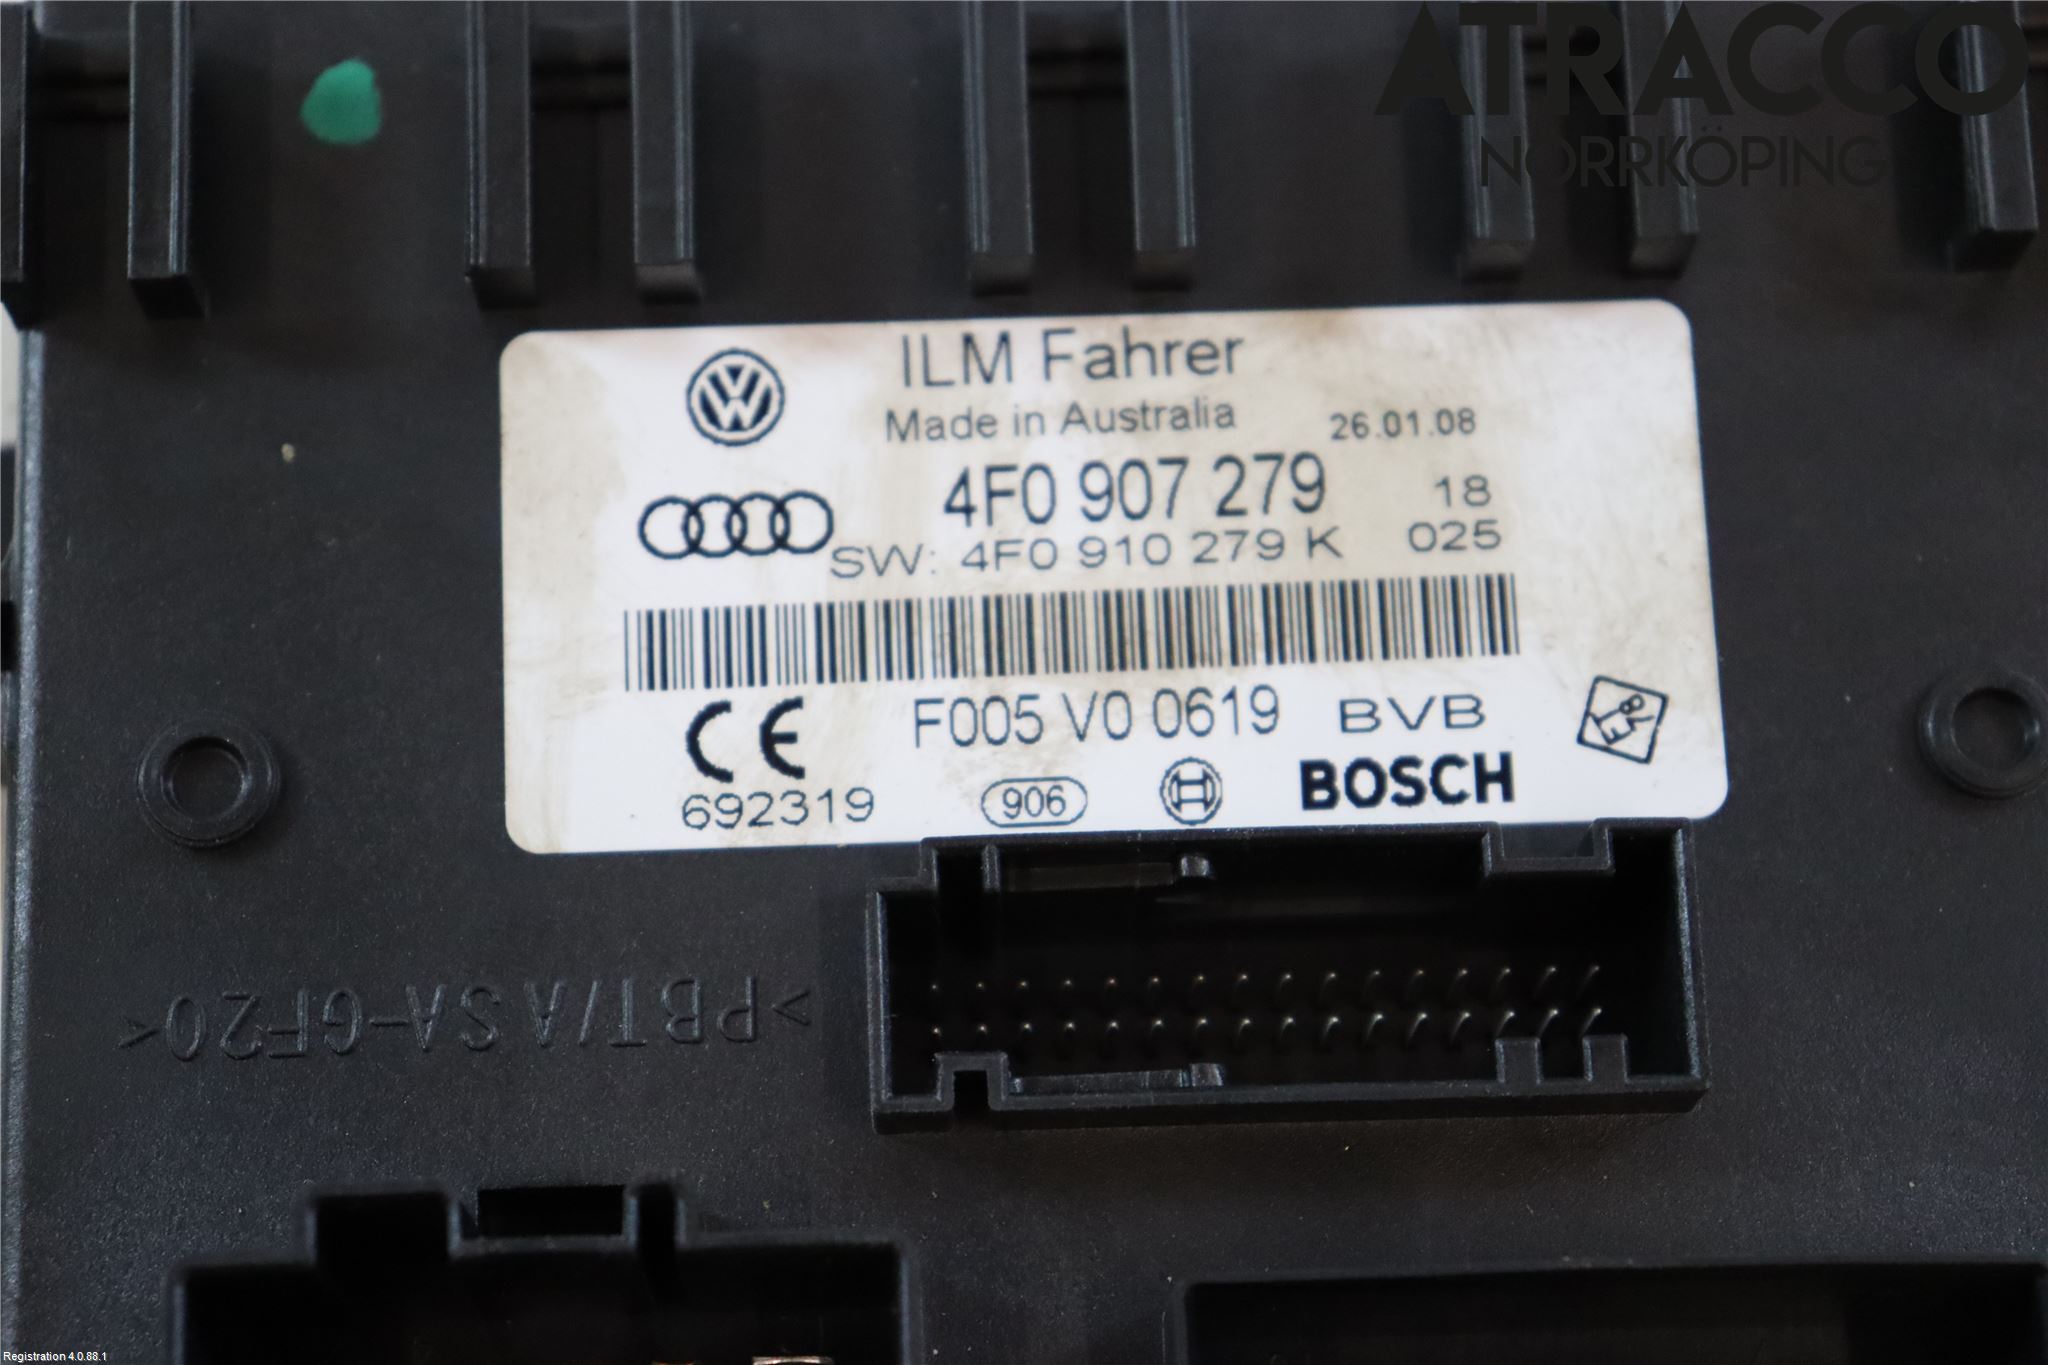 ATRACCO
NORRKÖPING
ILM Fahrer
Made in Australia 26.01.08
4F0 907 279 18
SW: 4F0 910 279 K 025
CE F005 V0 0619 BVB
692319 906 BOSCH
>PBT/ASA-GF20<
Registration 4.0.88.1